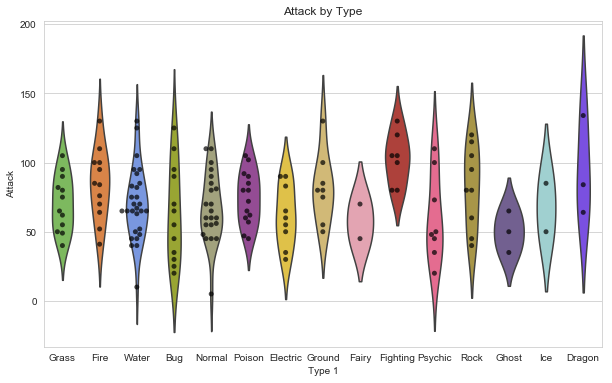 Attack by Type
200
150
100
50
0
Attack
Grass Fire Water Bug Normal Poison Electric Ground Fairy Fighting Psychic Rock Ghost Ice Dragon
Type 1